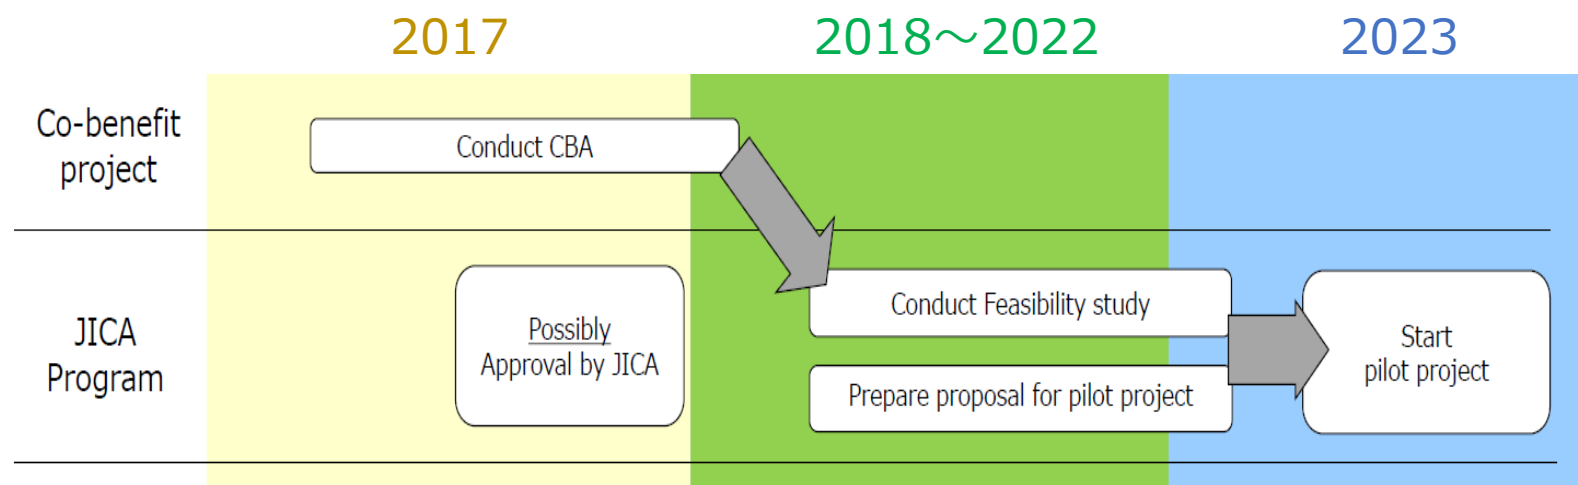 2017
2018～2022
2023
Co-benefit
project
Conduct CBA
JICA
Program
Possibly
Approval by JICA
Conduct Feasibility study
Prepare proposal for pilot project
Start
pilot project